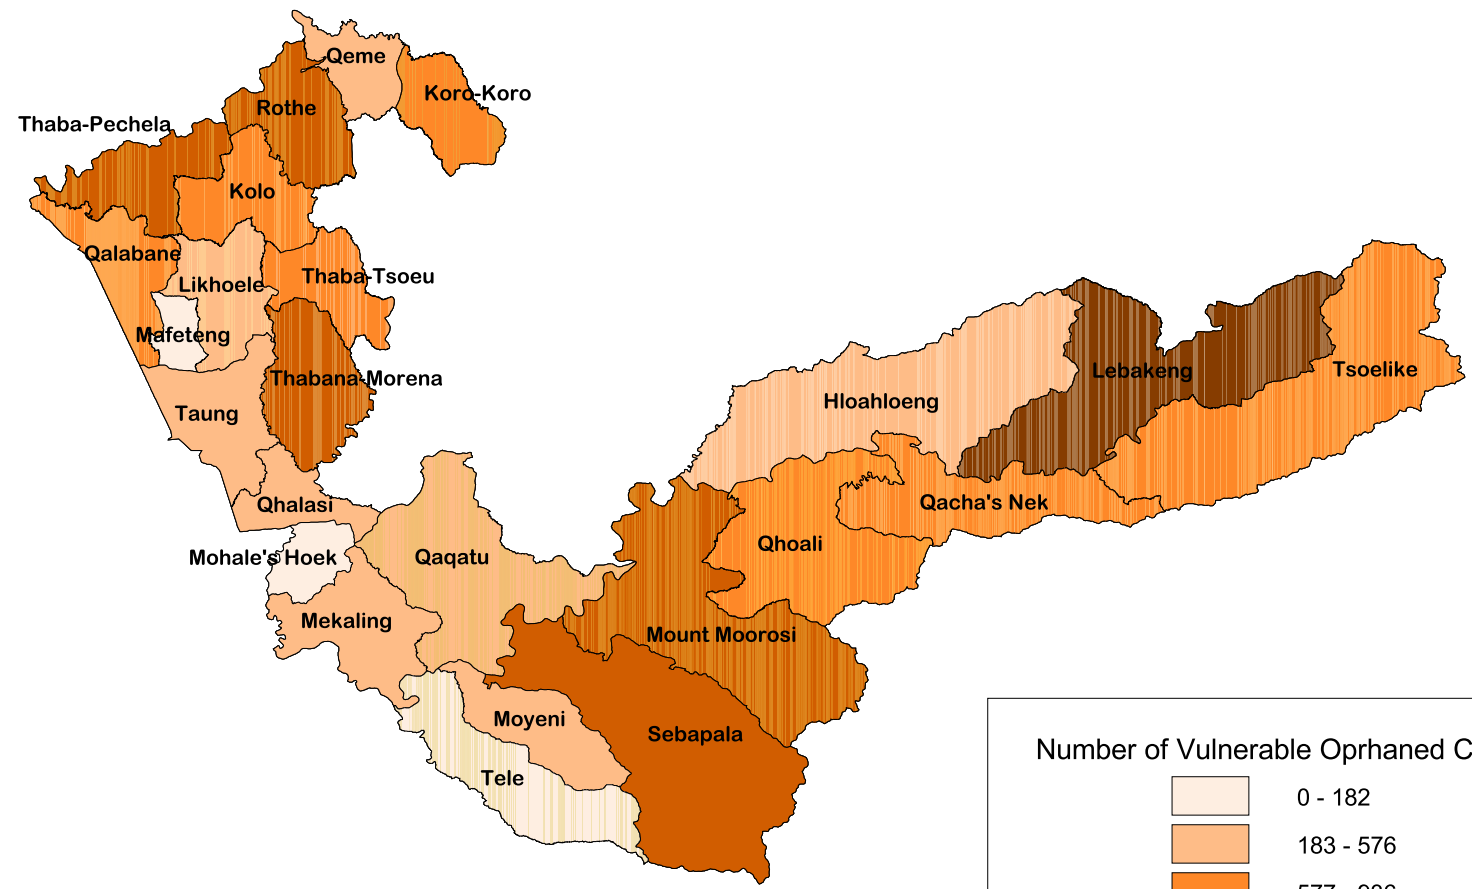 Qeme
Koro-Koro
Rothe
Thaba-Pechela
Kolo
Qalabane
Likhoele
Thaba-Tsoeu
Mafeteng
Thabana-Morena
Taung
Hloahloeng
Lebakeng
Tsoelike
Qhalasi
Qacha's Nek
Mohale's Hoek
Qaqatu
Qhoali
Mekaling
Mount Moorosi
Moyeni
Sebapala
Tele
Number of Vulnerable Oprhaned C
0 - 182
183 - 576